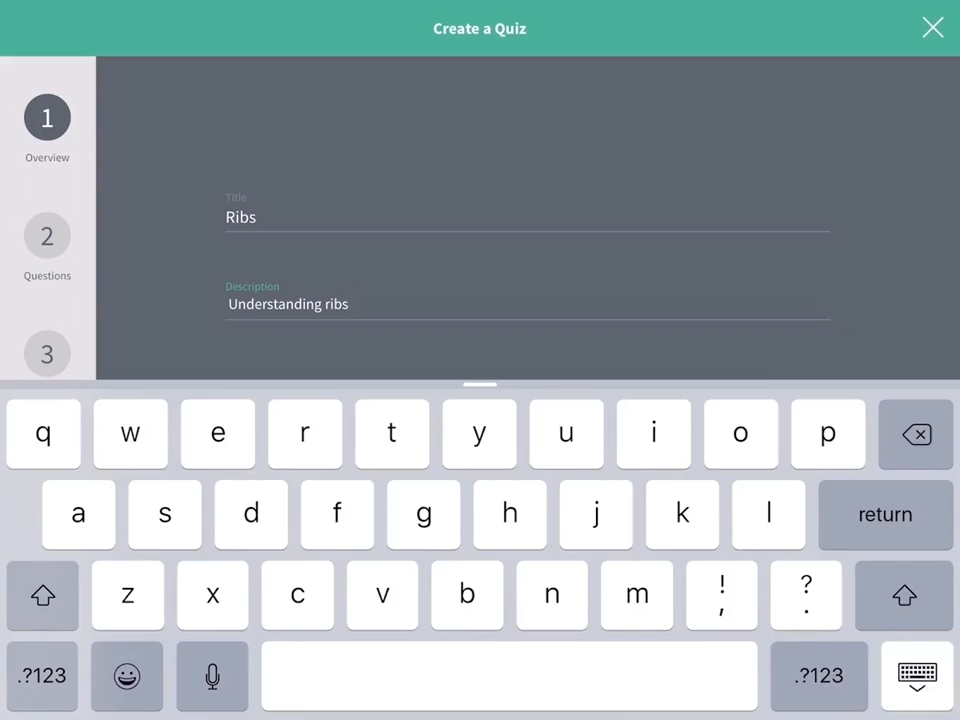 Create a Quiz
1
Overview
2
Questions
3
Title
Ribs
Description
Understanding ribs
q w e r t y u i o p
a s d f g h j k l return
z x c v b n m ! , ? .
.?123 .?123